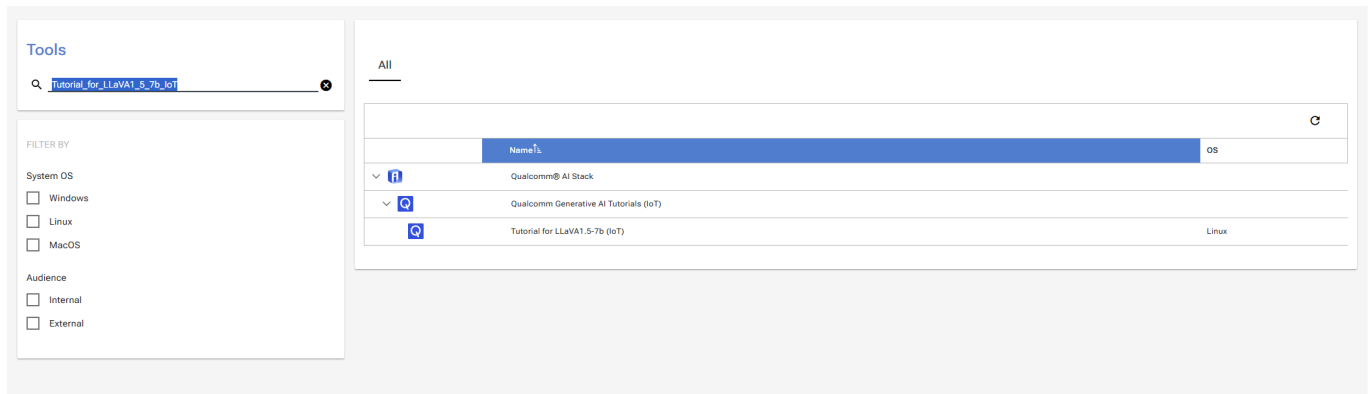 Tools
Tutorial_for_LLaVA1_5_7b_IoT
FILTER BY
System OS
Windows
Linux
MacOS
Audience
Internal
External
All
Name OS
Qualcomm® AI Stack
Qualcomm Generative AI Tutorials (IoT)
Tutorial for LLaVA1.5-7b (IoT) Linux